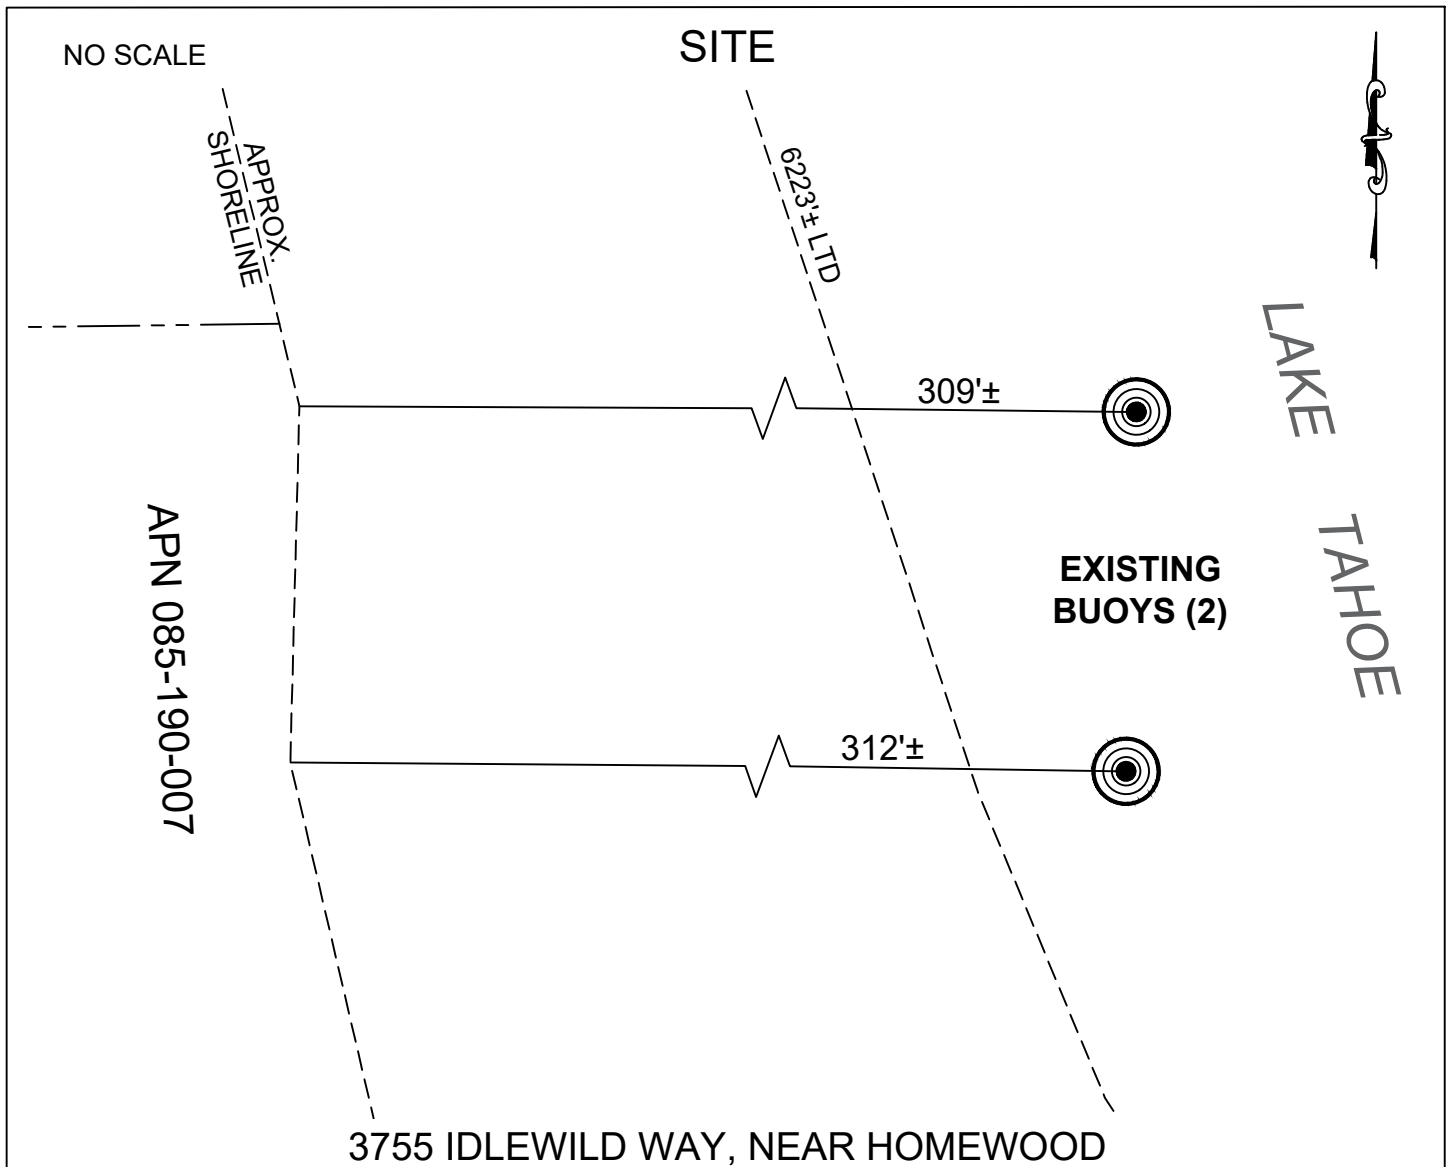 NO SCALE
SITE
APPROX.
SHORELINE
6223'± LTD
309'±
LAKE
TAHOE
EXISTING
BUOYS (2)
APN 085-190-007
312'±
3755 IDLEWILD WAY, NEAR HOMEWOOD